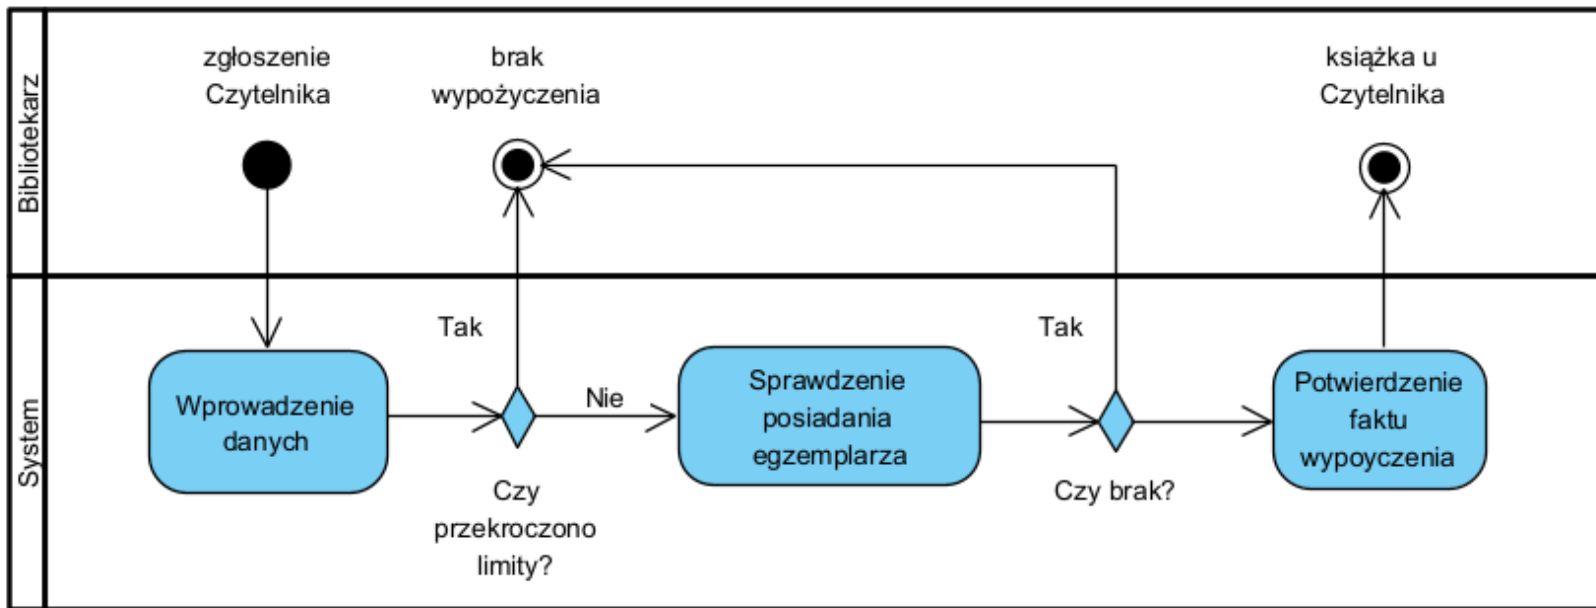 Bibliotekarz
zgłoszenie
Czytelnika
brak
wypożyczenia
książka u
Czytelnika
System
Wprowadzenie
danych
Tak
Nie
Czy
przekroczono
limity?
Sprawdzenie
posiadania
egzemplarza
Tak
Czy brak?
Potwierdzenie
faktu
wypoyczenia